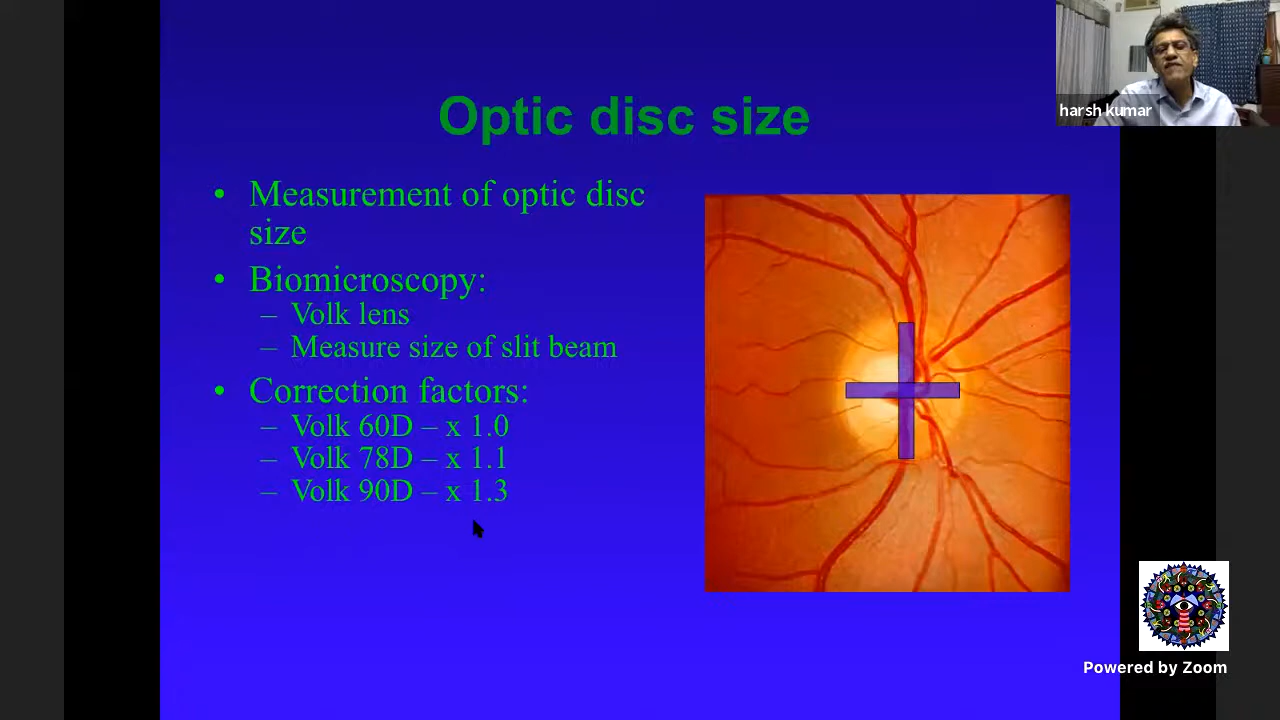 Optic disc size
• Measurement of optic disc
size
• Biomicroscopy:
– Volk lens
– Measure size of slit beam
• Correction factors:
– Volk 60D – x 1.0
– Volk 78D – x 1.1
– Volk 90D – x 1.3
harsh kumar
Powered by Zoom